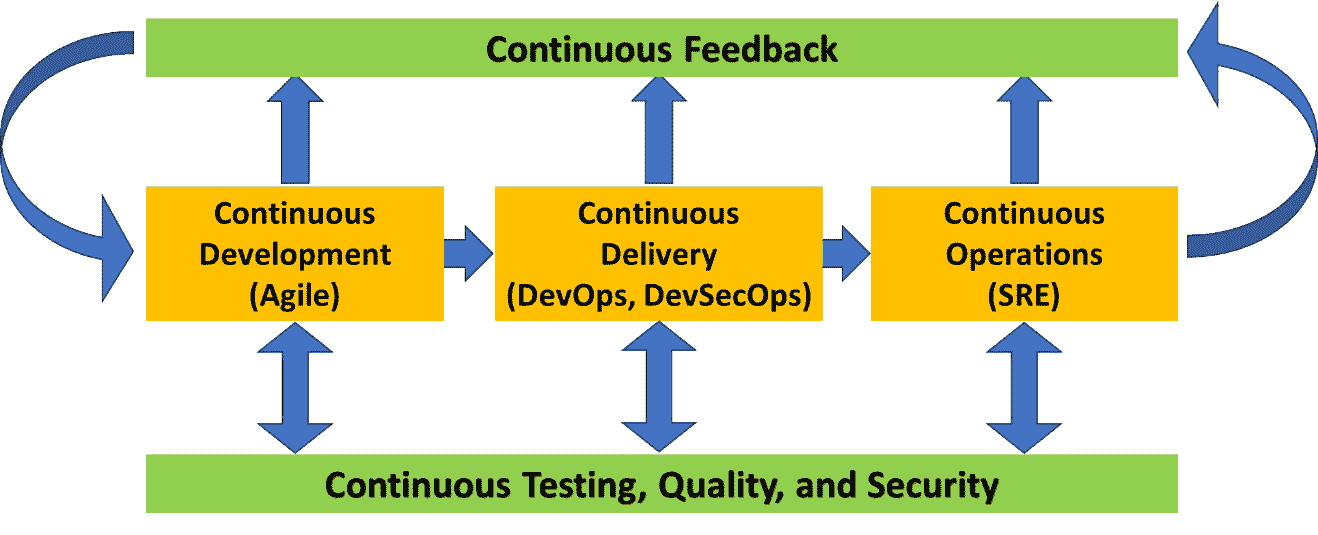 Continuous Feedback
Continuous
Development
(Agile)
Continuous
Delivery
(DevOps, DevSecOps)
Continuous
Operations
(SRE)
Continuous Testing, Quality, and Security